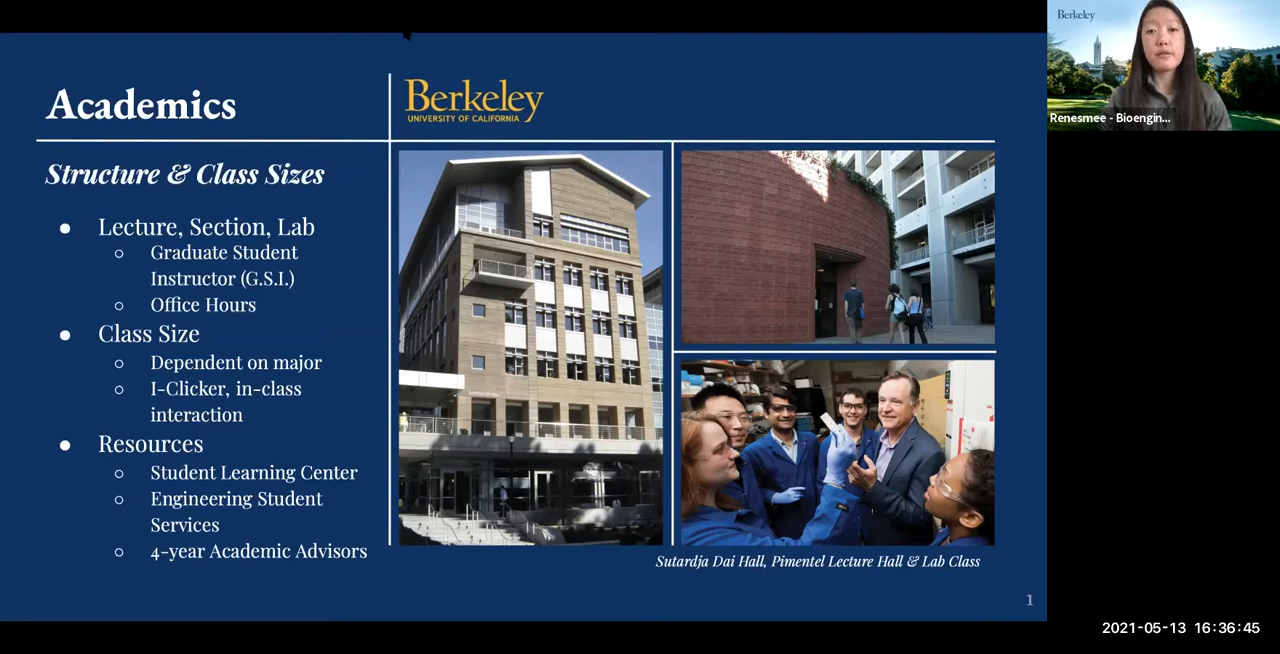 Academics
Berkeley
UNIVERSITY OF CALIFORNIA
Structure & Class Sizes
● Lecture, Section, Lab
○ Graduate Student
Instructor (G.S.I.)
○ Office Hours
● Class Size
○ Dependent on major
○ I-Clicker, in-class
interaction
● Resources
○ Student Learning Center
○ Engineering Student
Services
○ 4-year Academic Advisors
Sutardja Dai Hall, Pimentel Lecture Hall & Lab Class
1
Berkeley
Renesmee - Bioengin...
2021-05-13 16:36:45